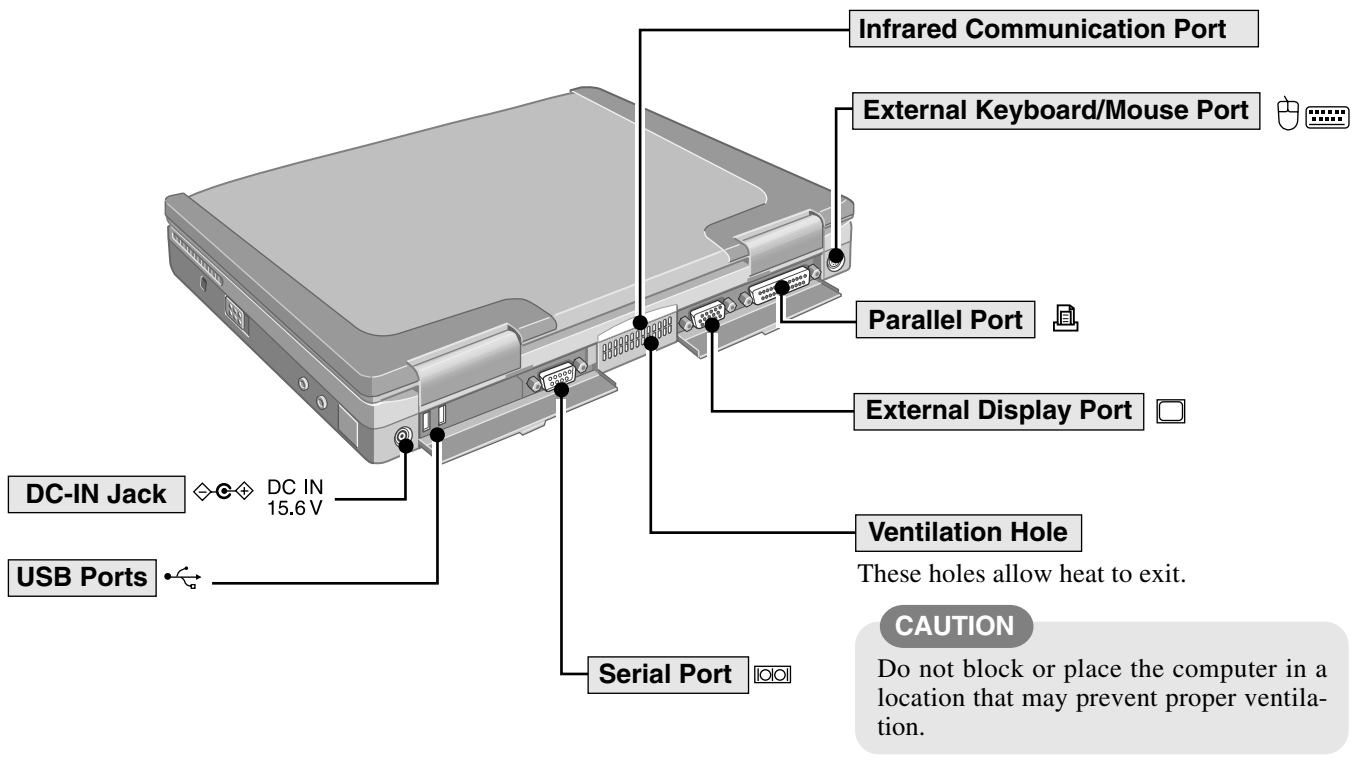 Infrared Communication Port
External Keyboard/Mouse Port
Parallel Port
External Display Port
DC-IN Jack
DC IN
15.6 V
USB Ports
Ventilation Hole
These holes allow heat to exit.
CAUTION
Do not block or place the computer in a
location that may prevent proper ventila-
tion.
Serial Port